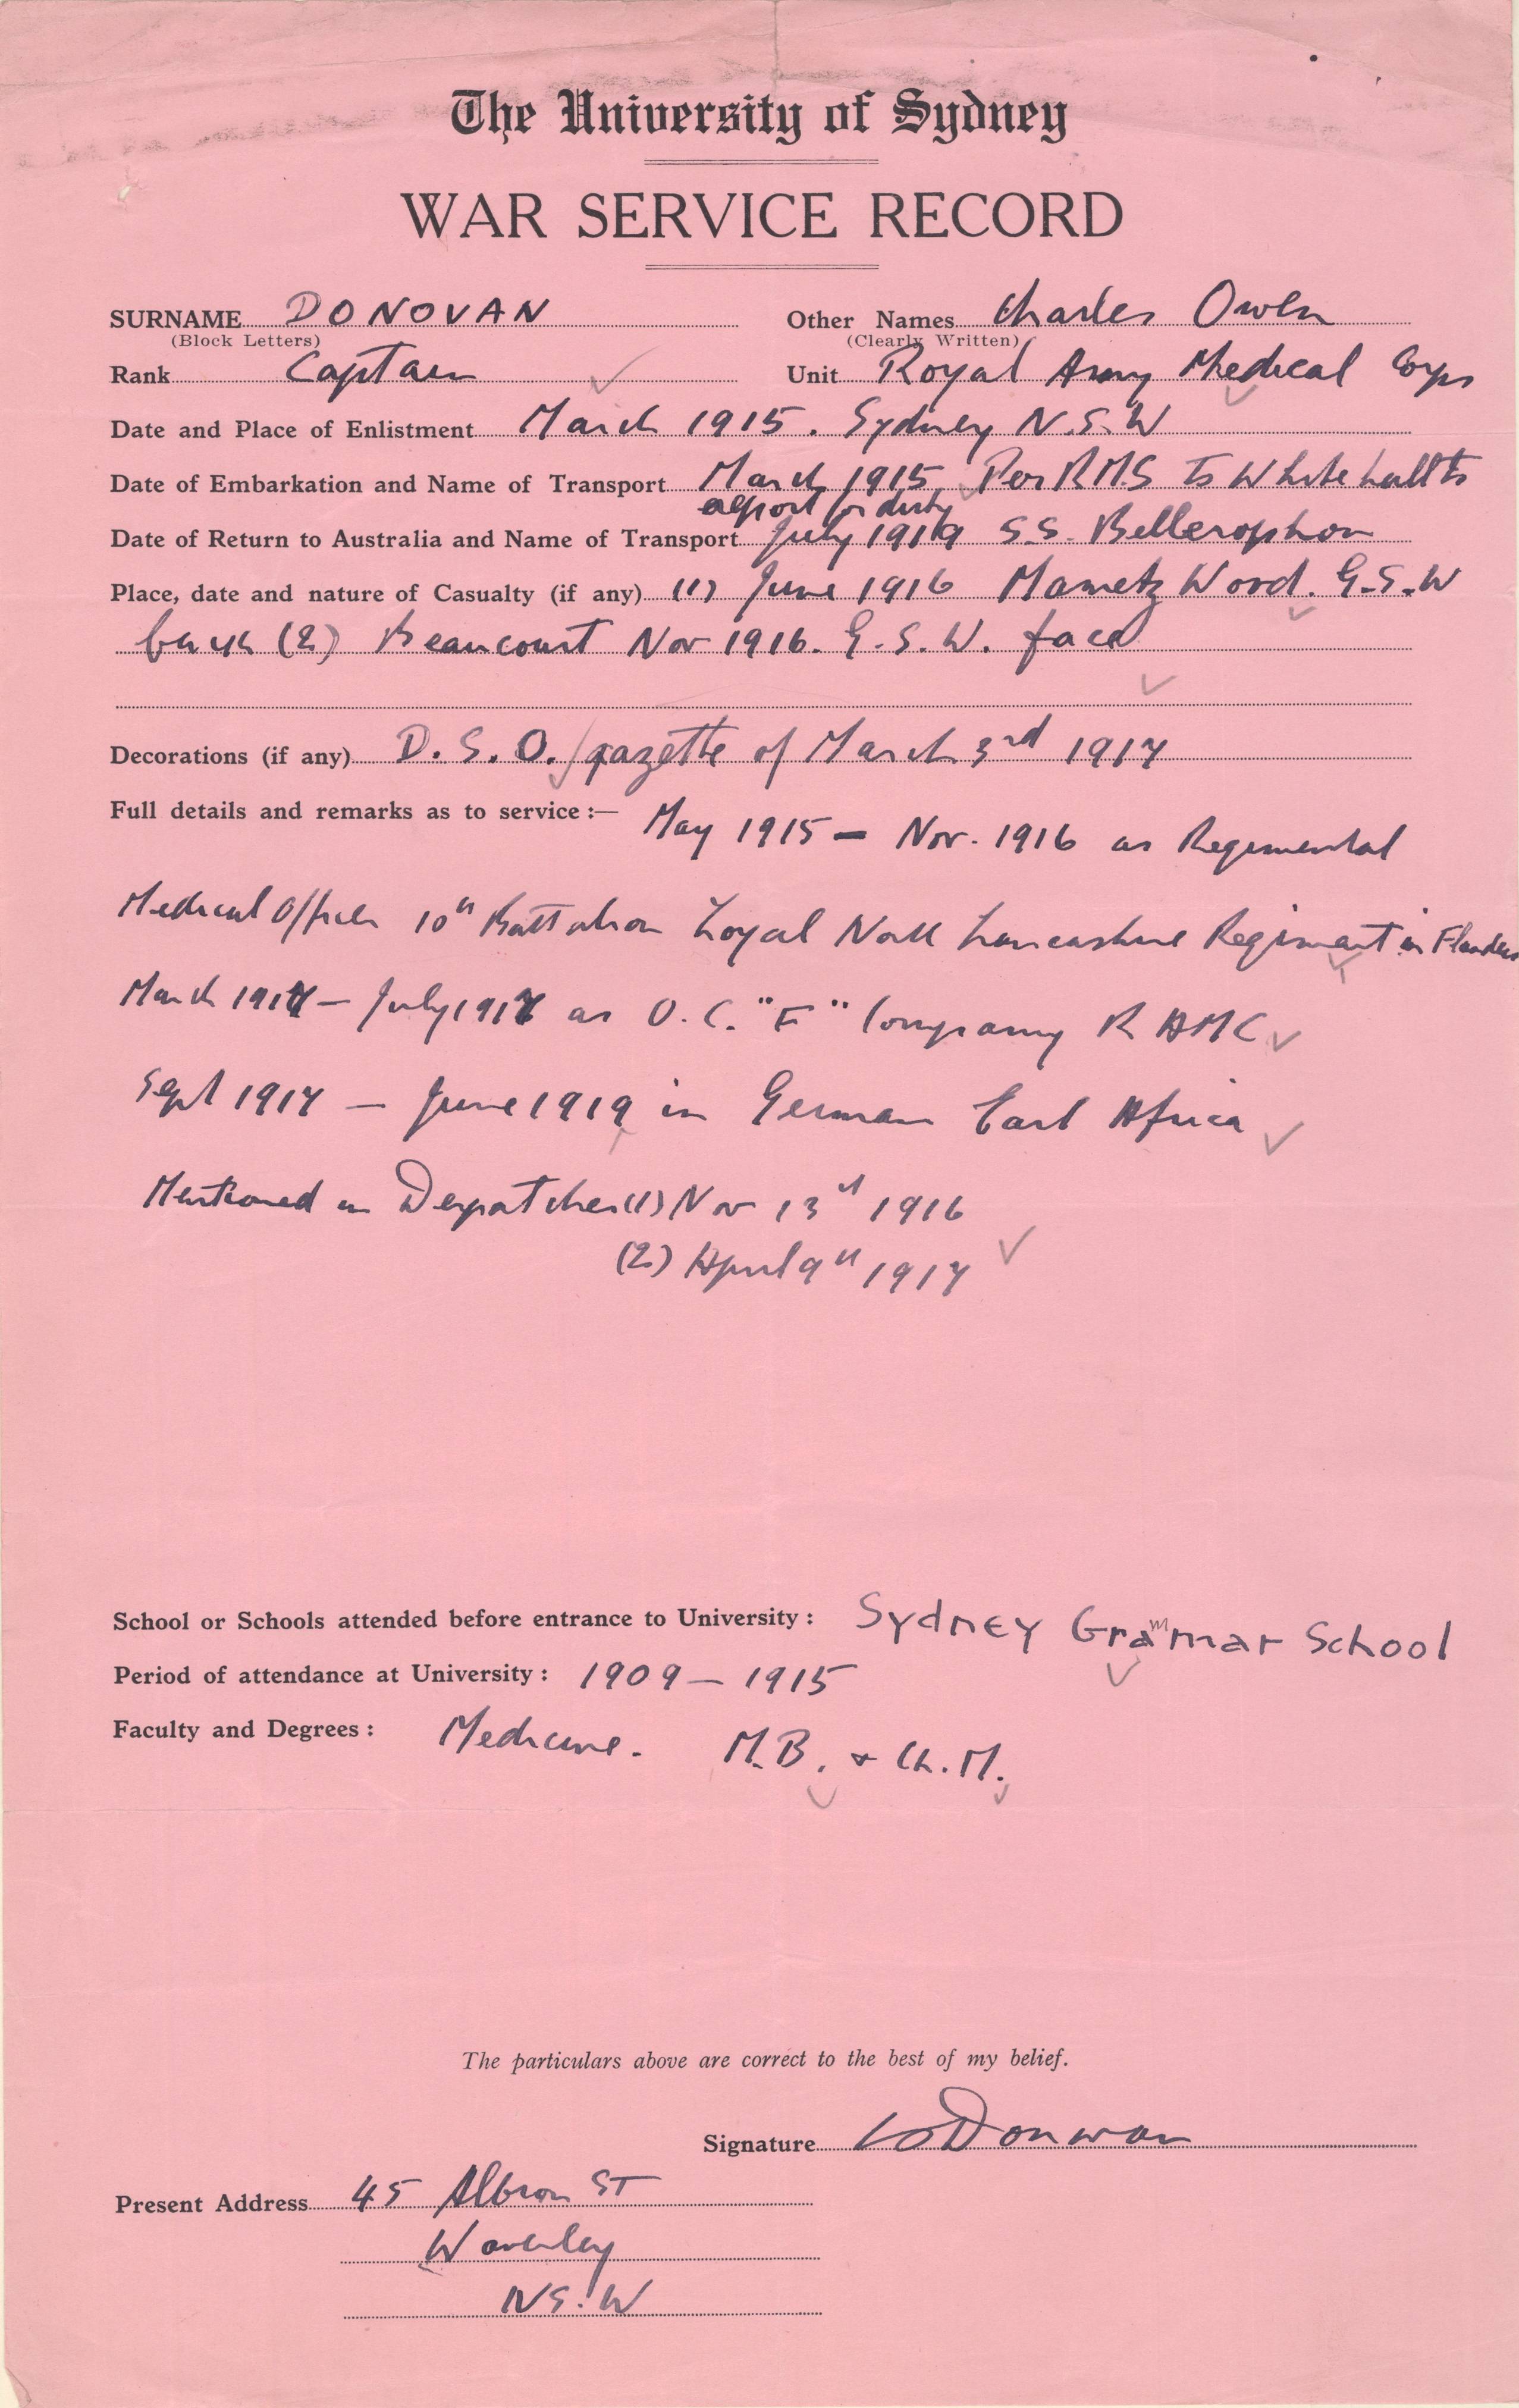 The University of Sydney
WAR SERVICE RECORD
SURNAME DONOVAN Other Names Charles Owen
(Block Letters) (Clearly Written)
Rank Captain Unit Royal Army Medical Corps
Date and Place of Enlistment March 1915. Sydney N.S.W
Date of Embarkation and Name of Transport March 1915 Per RMS to Whitehall to
report for duty
Date of Return to Australia and Name of Transport July 1919 S.S. Bellerophon
Place, date and nature of Casualty (if any) (1) June 1916 Mametz Wood. G.S.W
back (2) Beaucourt Nov 1916. G.S.W. face
Decorations (if any) D.S.O. gazette of March 3rd 1917
Full details and remarks as to service :— May 1915 — Nov. 1916 as Regimental
Medical Officer 10th Battalion Loyal North Lancashire Regiment in Flanders
March 1917 — July 1917 as O.C. "F" Company RAMC
Sept 1917 — June 1919 in German East Africa
Mentioned in Despatches (1) Nov 13th 1916
(2) April 9th 1917
School or Schools attended before entrance to University : Sydney Grammar School
Period of attendance at University : 1909 — 1915
Faculty and Degrees : Medicine. M.B. + Ch.M.
The particulars above are correct to the best of my belief.
Signature CODonovan
Present Address 45 Albion ST
Waverley
N.S.W